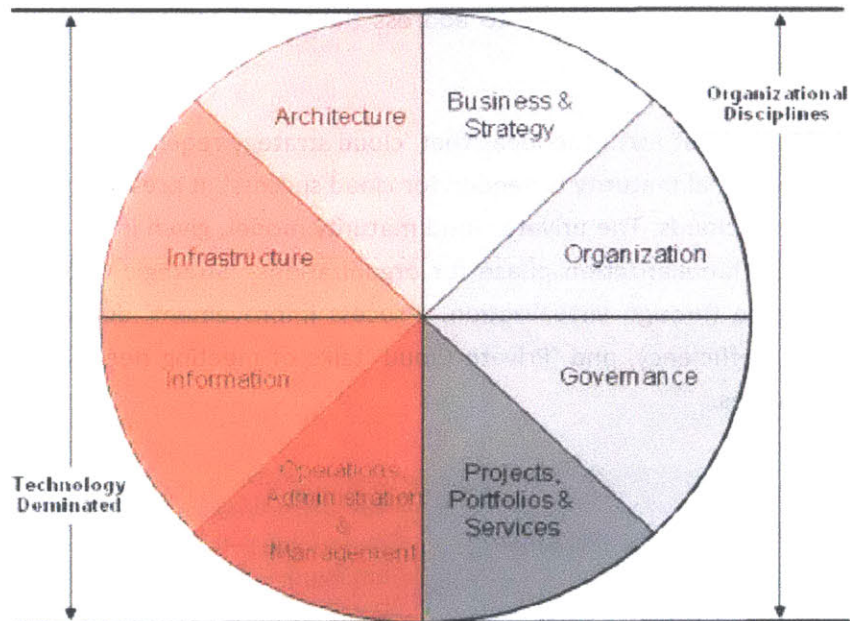 Architecture
Business &
Strategy
Organizational
Disciplines
Infrastructure
Organization
Information
Governance
Technology
Dominated
Operations,
Administration
&
Management
Projects,
Portfolios &
Services